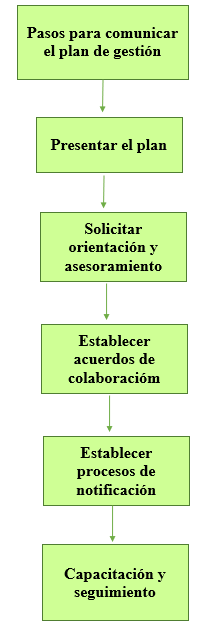 Pasos para comunicar
el plan de gestión
Presentar el plan
Solicitar
orientación y
asesoramiento
Establecer
acuerdos de
colaboracióm
Establecer
procesos de
notificación
Capacitación y
seguimiento